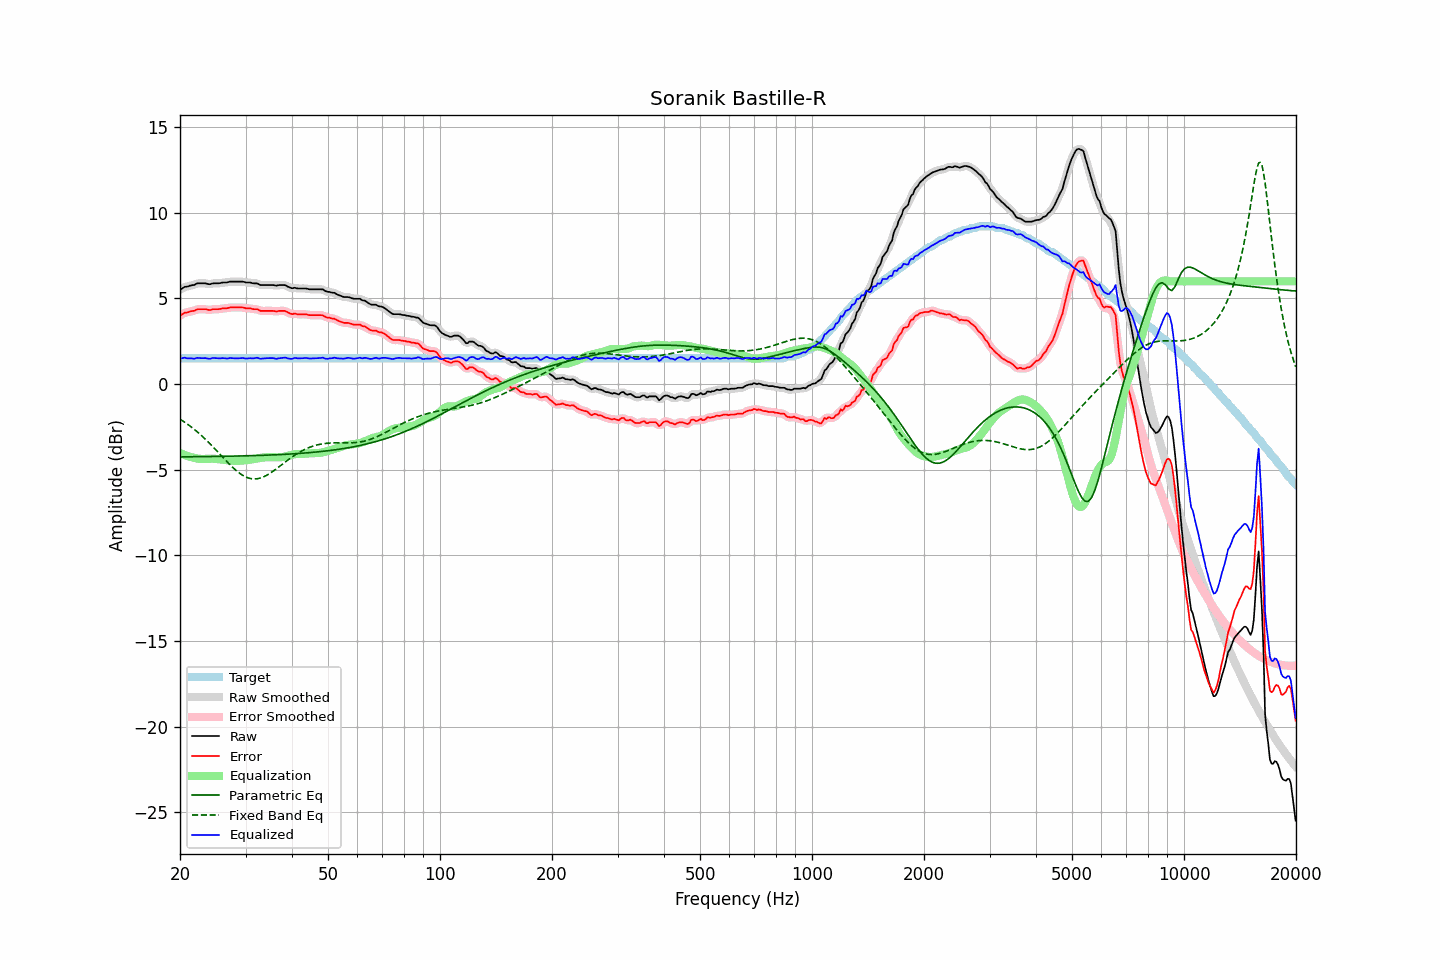 Soranik Bastille-R
Amplitude (dBr)
15
10
5
0
−5
−10
−15
−20
−25
Target
Raw Smoothed
Error Smoothed
Raw
Error
Equalization
Parametric Eq
Fixed Band Eq
Equalized
20 50 100 200 500 1000 2000 5000 10000 20000
Frequency (Hz)